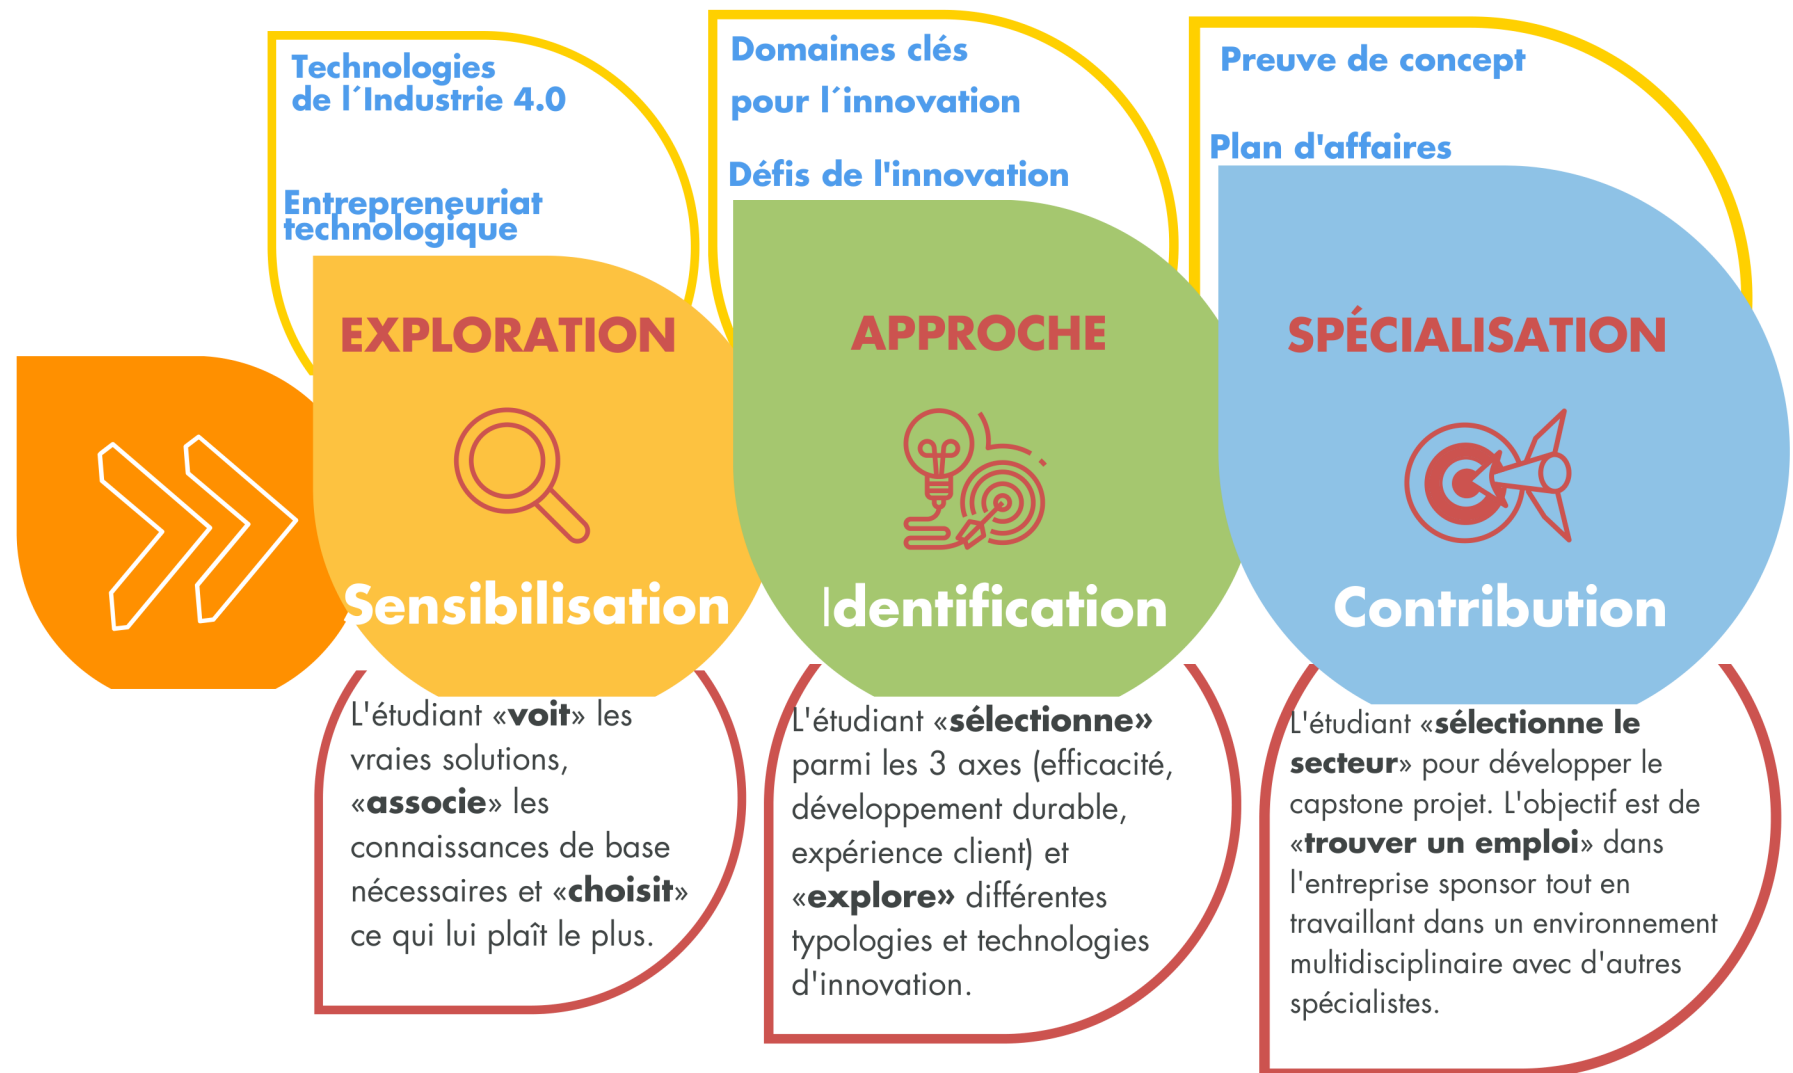 Technologies
de l´Industrie 4.0
Entrepreneuriat
technologique
EXPLORATION
Sensibilisation
L'étudiant «voit» les
vraies solutions,
«associe» les
connaissances de base
nécessaires et «choisit»
ce qui lui plaît le plus.
Domaines clés
pour l´innovation
Défis de l'innovation
APPROCHE
Identification
L'étudiant «sélectionne»
parmi les 3 axes (efficacité,
développement durable,
expérience client) et
«explore» différentes
typologies et technologies
d'innovation.
Preuve de concept
Plan d'affaires
SPÉCIALISATION
Contribution
L'étudiant «sélectionne le
secteur» pour développer le
capstone projet. L'objectif est de
«trouver un emploi» dans
l'entreprise sponsor tout en
travaillant dans un environnement
multidisciplinaire avec d'autres
spécialistes.